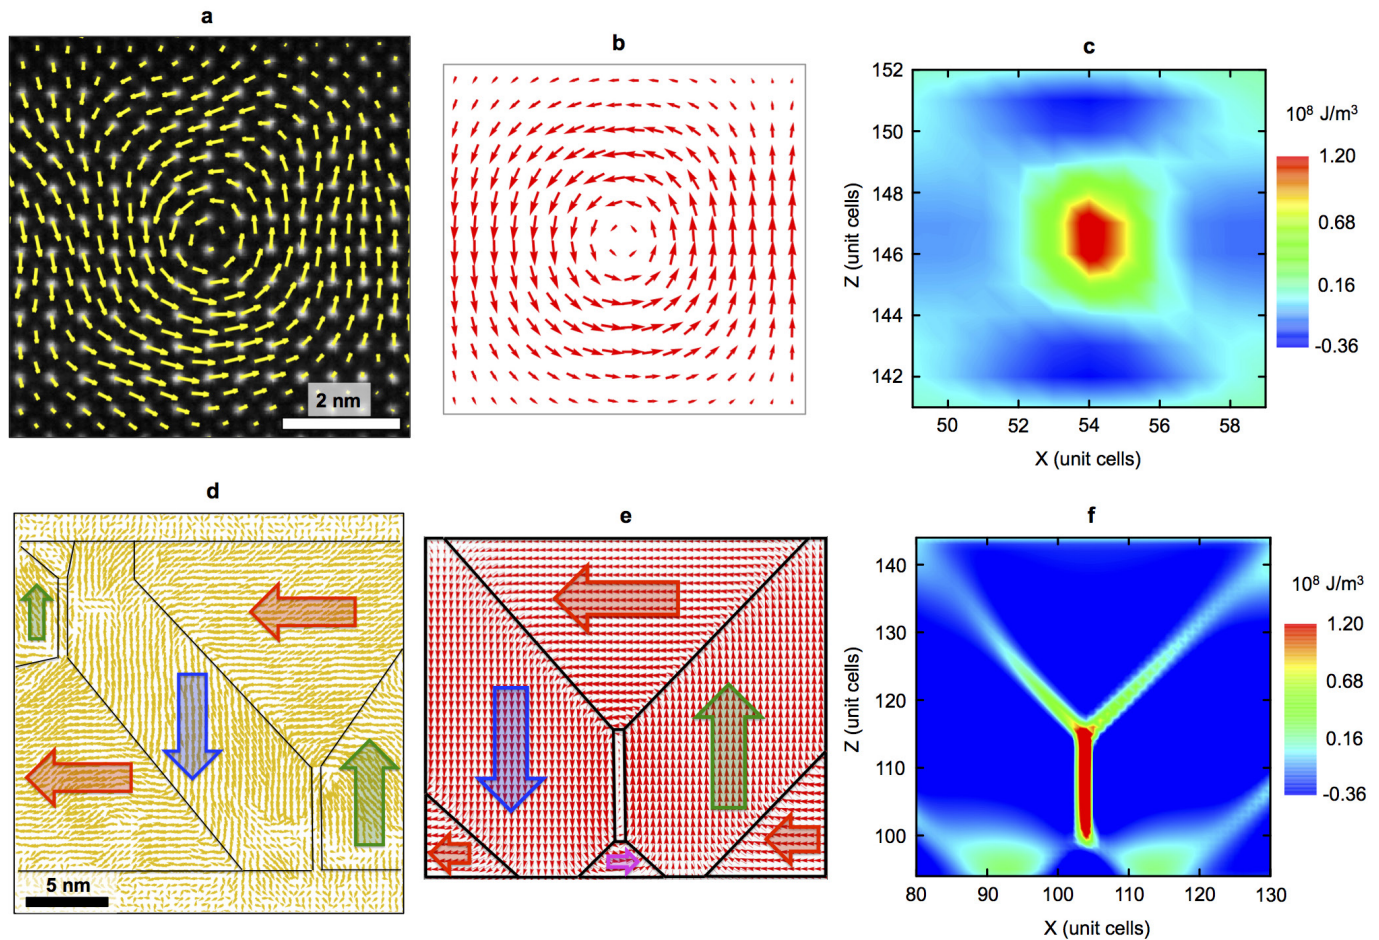 a
b
c
152
150
148
146
144
142
Z (unit cells)
50
52
54
56
58
X (unit cells)
10⁸ J/m³
1.20
0.68
0.16
-0.36
2 nm
d
e
f
140
130
120
110
100
Z (unit cells)
80
90
100
110
120
130
X (unit cells)
10⁸ J/m³
1.20
0.68
0.16
-0.36
5 nm